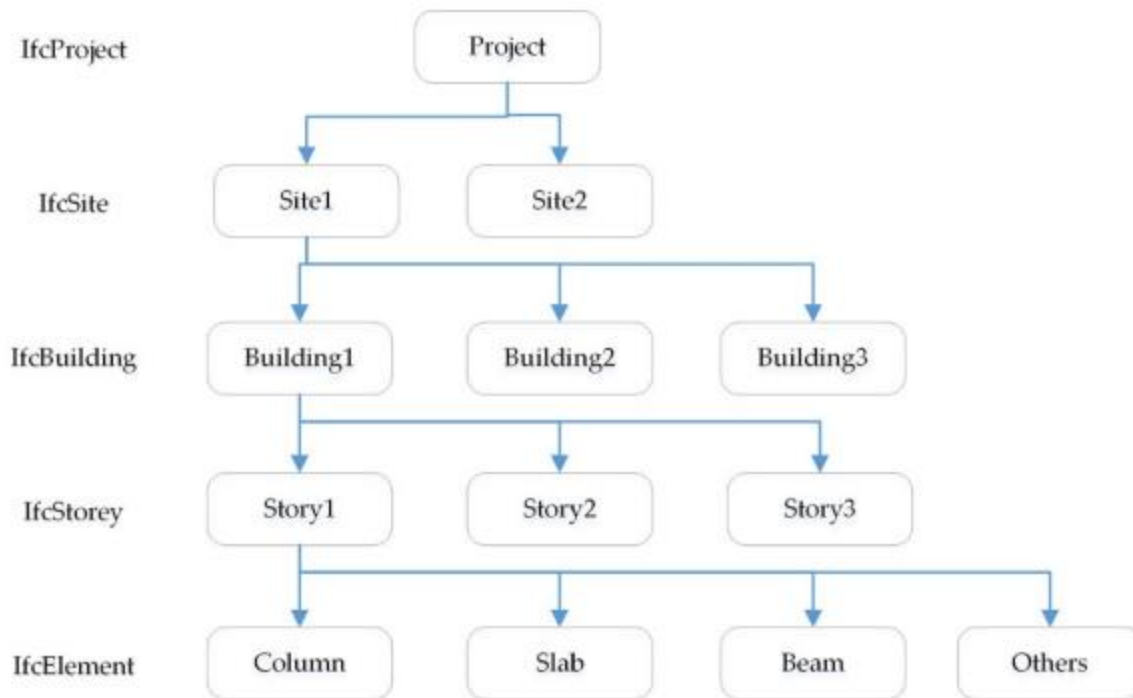 IfcProject Project
IfcSite Site1 Site2
IfcBuilding Building1 Building2 Building3
IfcStorey Story1 Story2 Story3
IfcElement Column Slab Beam Others